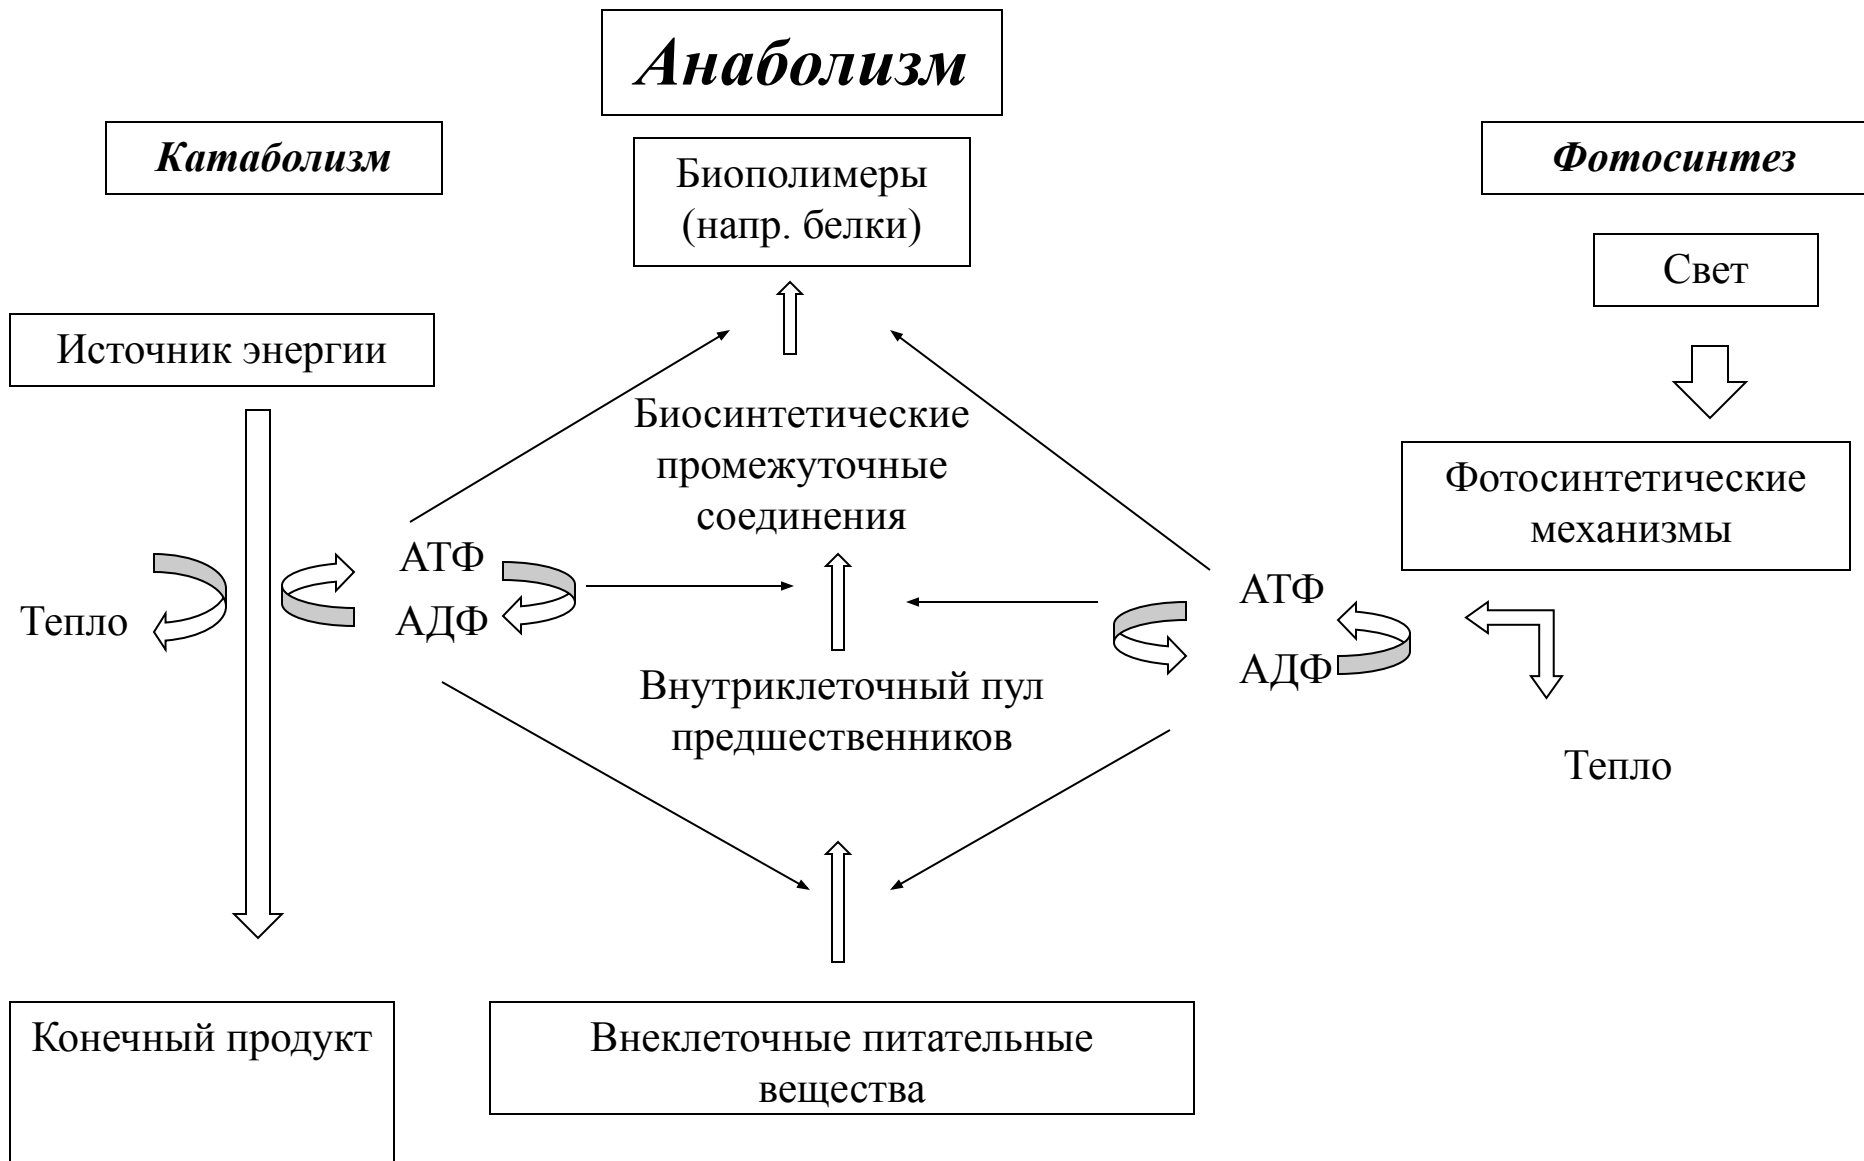 Анаболизм
Катаболизм
Биополимеры
(напр. белки)
Фотосинтез
Свет
Источник энергии
Биосинтетические
промежуточные
соединения
Фотосинтетические
механизмы
АТФ
АДФ
Тепло
АТФ
АДФ
Внутриклеточный пул
предшественников
Тепло
Конечный продукт
Внеклеточные питательные
вещества